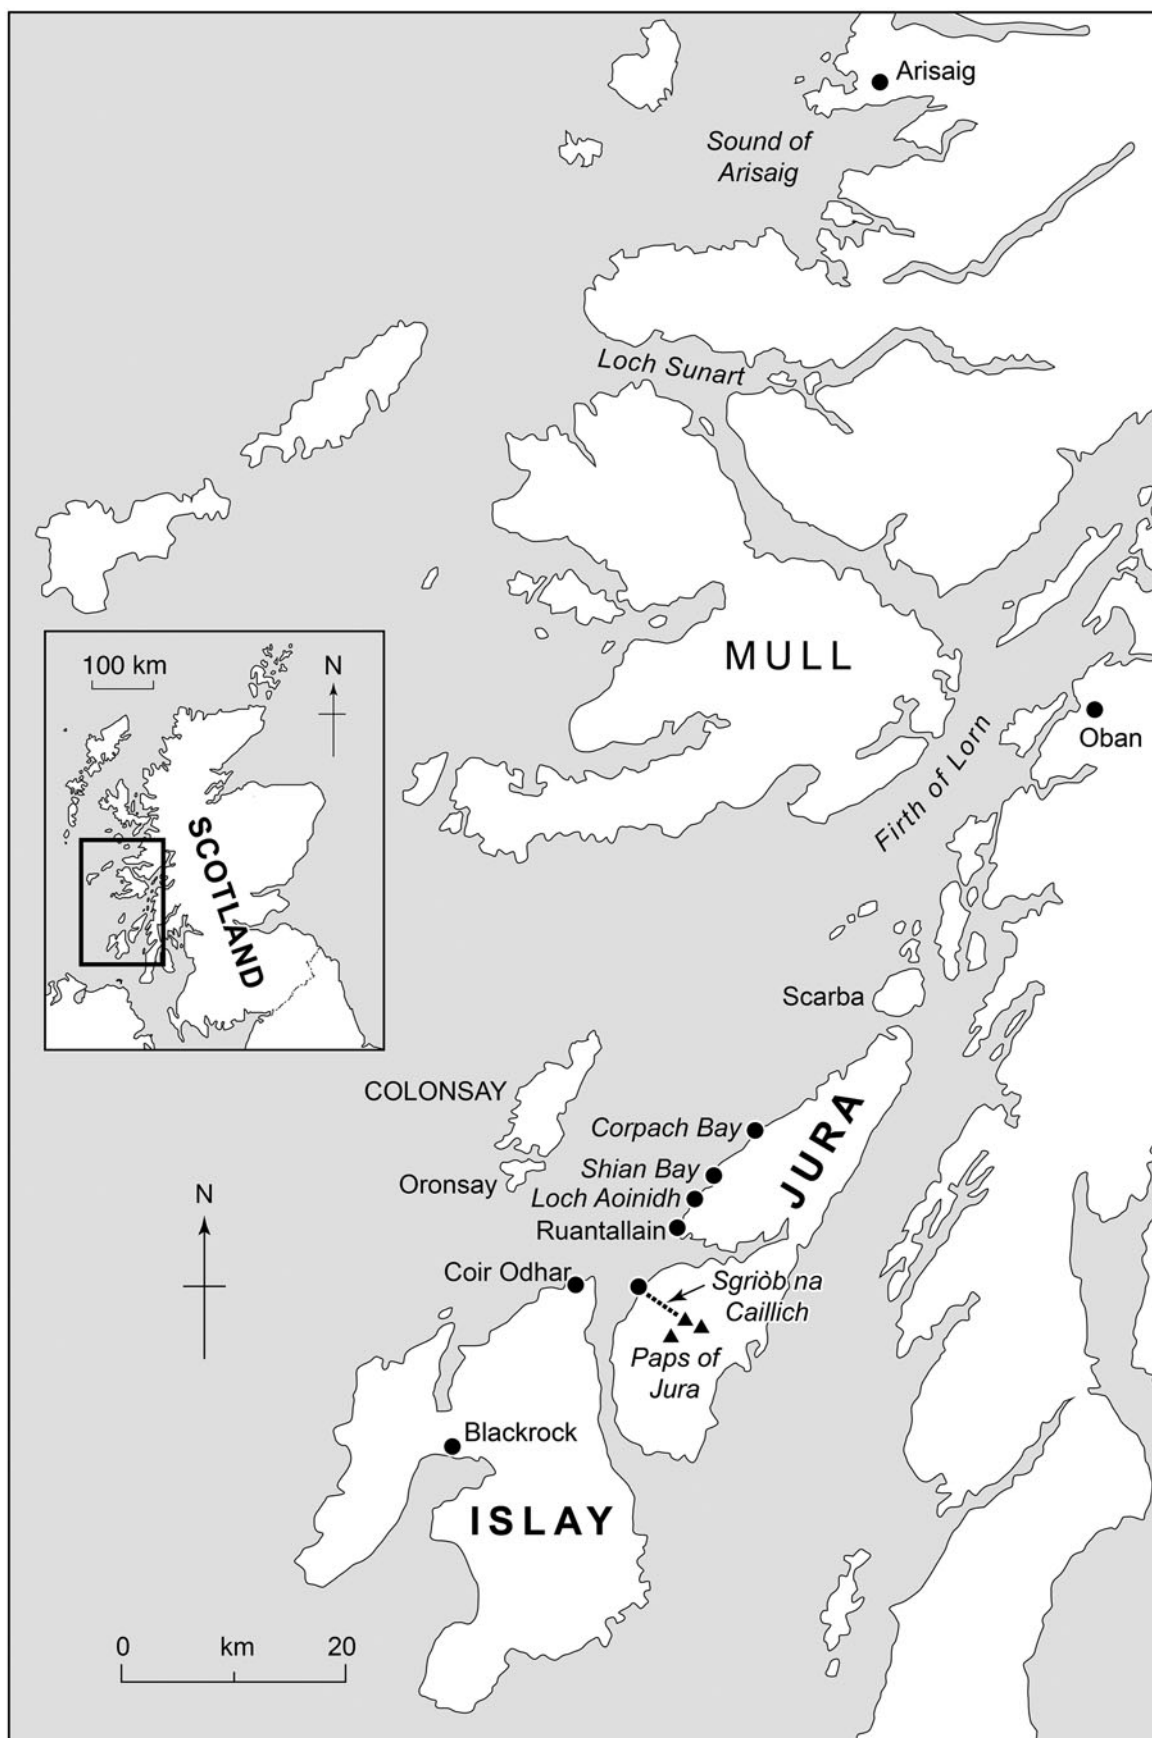 Arisaig
Sound of
Arisaig
Loch Sunart
MULL
100 km
N
Oban
Firth of Lorn
SCOTLAND
Scarba
COLONSAY
JURA
Corpach Bay
Shian Bay
Oronsay
Loch Aoinidh
N
Ruantallain
Coir Odhar
Sgriòb na
Caillich
Paps of
Jura
Blackrock
ISLAY
0 km 20